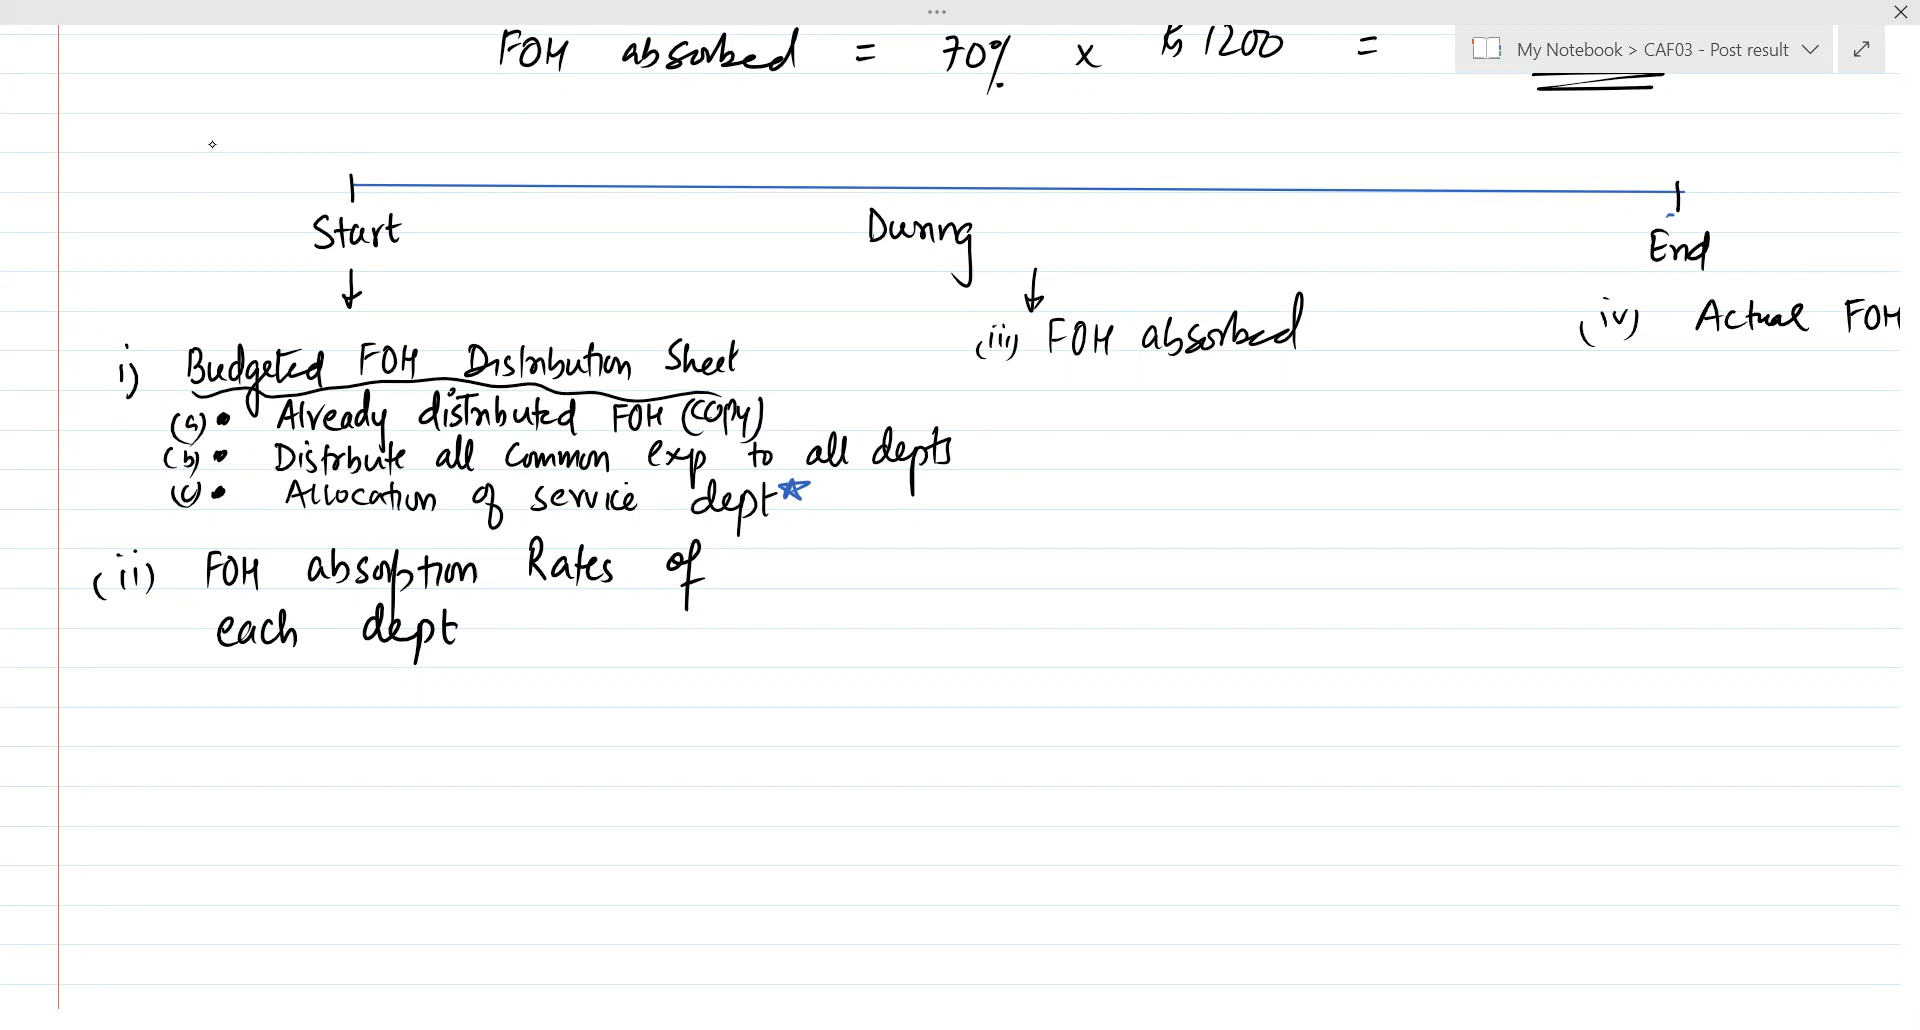 FOH absorbed = 70% x Rs 1200 =
My Notebook > CAF03 - Post result
Start
During
End
(iii) FOH absorbed
(iv) Actual FOH
i) Budgeted FOH Distribution Sheet
(a) • Already distributed FOH (copy)
(b) • Distribute all common exp to all depts
(c) • Allocation of service dept
(ii) FOH absorption Rates of
each dept